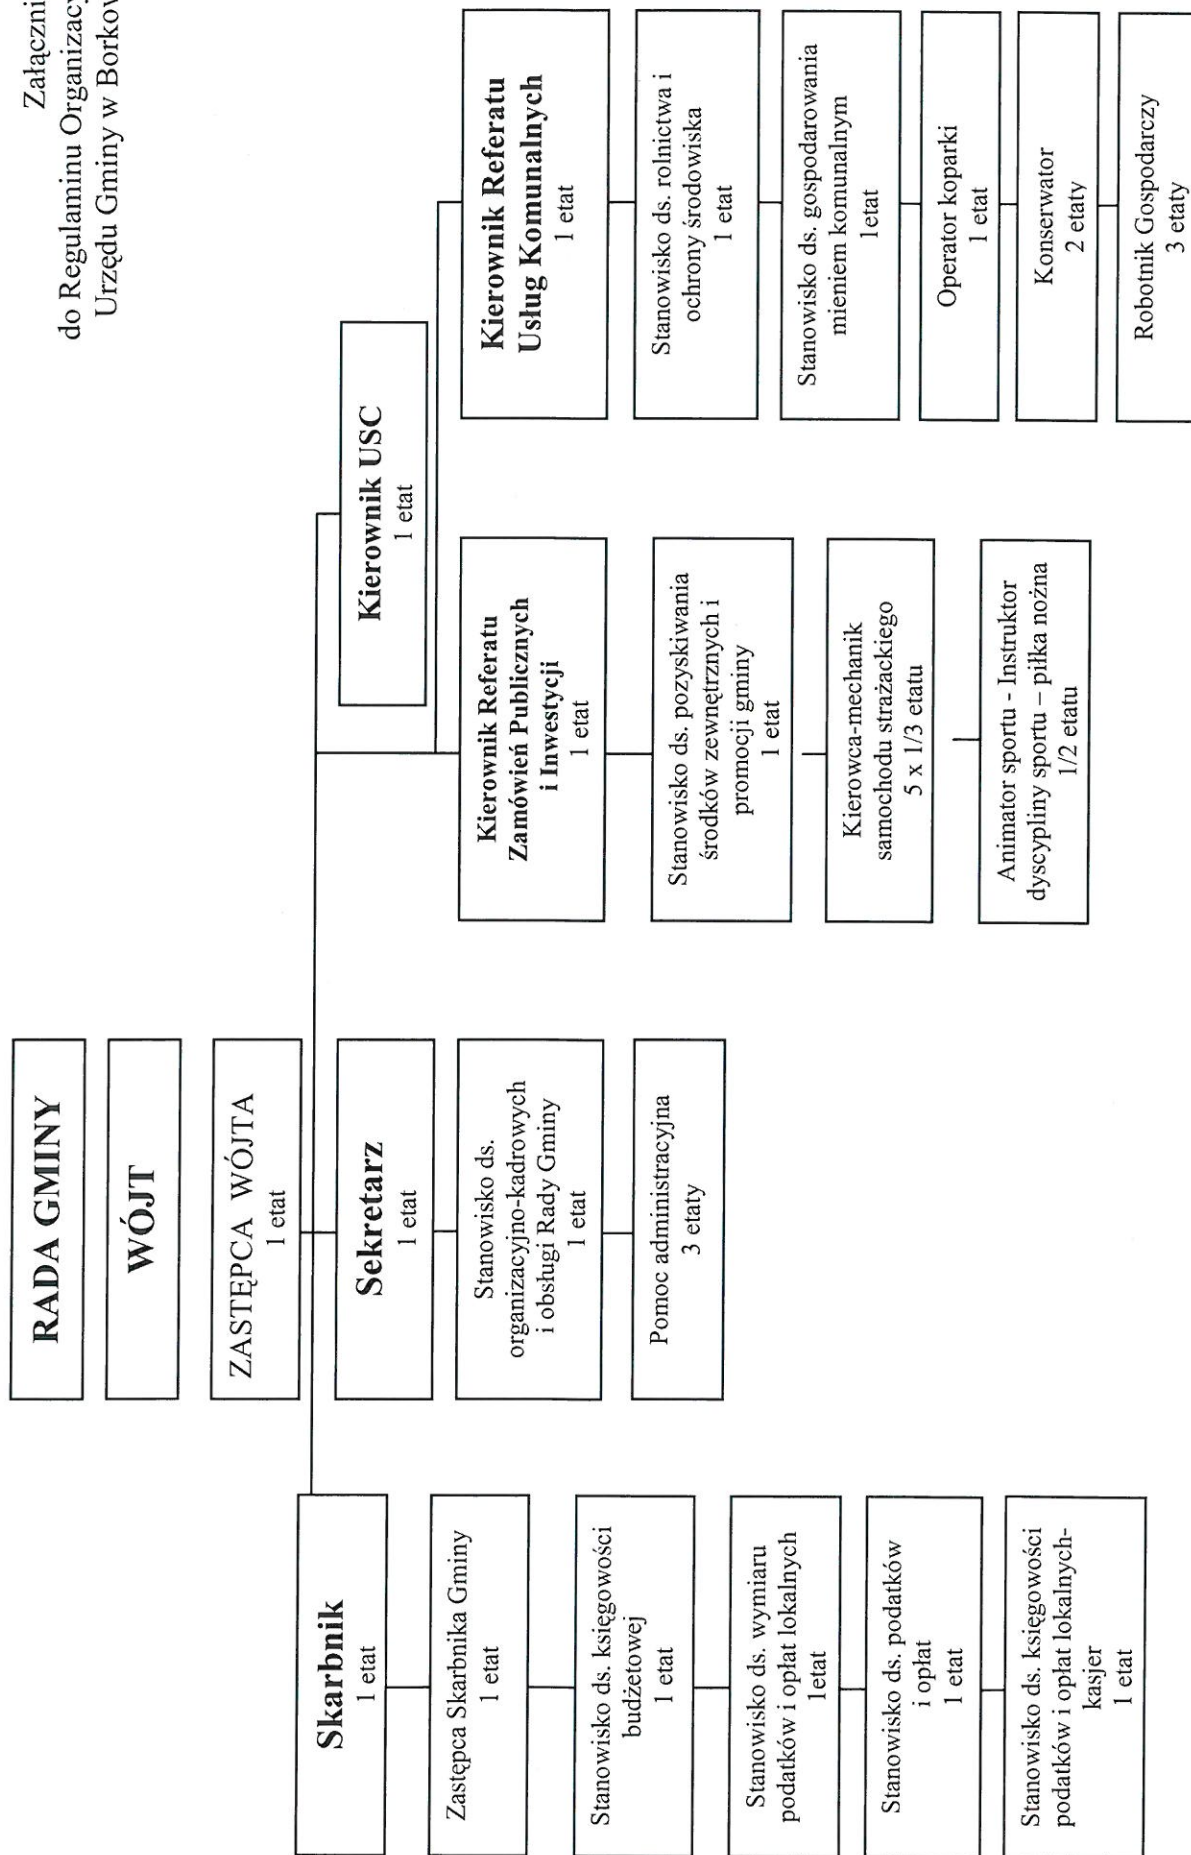 Załączni
do Regulaminu Organizacy
Urzędu Gminy w Borkow
RADA GMINY
WÓJT
ZASTĘPCA WÓJTA
1 etat
Skarbnik
1 etat
Zastępca Skarbnika Gminy
1 etat
Stanowisko ds. księgowości
budżetowej
1 etat
Stanowisko ds. wymiaru
podatków i opłat lokalnych
1etat
Stanowisko ds. podatków
i opłat
1 etat
Stanowisko ds. księgowości
podatków i opłat lokalnych-
kasjer
1 etat
Sekretarz
1 etat
Stanowisko ds.
organizacyjno-kadrowych
i obsługi Rady Gminy
1 etat
Pomoc administracyjna
3 etaty
Kierownik USC
1 etat
Kierownik Referatu
Zamówień Publicznych
i Inwestycji
1 etat
Stanowisko ds. pozyskiwania
środków zewnętrznych i
promocji gminy
1 etat
Kierowca-mechanik
samochodu strażackiego
5 x 1/3 etatu
Animator sportu - Instruktor
dyscypliny sportu – piłka nożna
1/2 etatu
Kierownik Referatu
Usług Komunalnych
1 etat
Stanowisko ds. rolnictwa i
ochrony środowiska
1 etat
Stanowisko ds. gospodarowania
mieniem komunalnym
1etat
Operator koparki
1 etat
Konserwator
2 etaty
Robotnik Gospodarczy
3 etaty